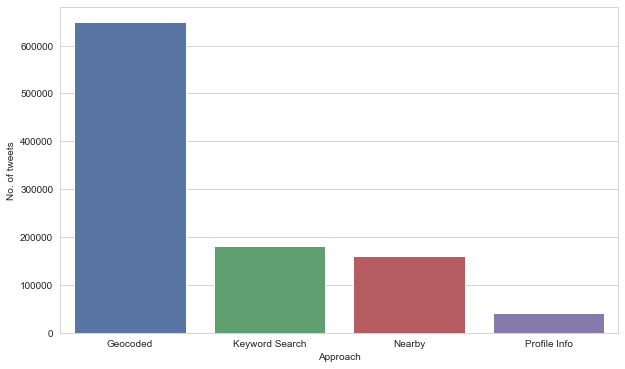 No. of tweets
600000
500000
400000
300000
200000
100000
0
Geocoded
Keyword Search
Nearby
Profile Info
Approach